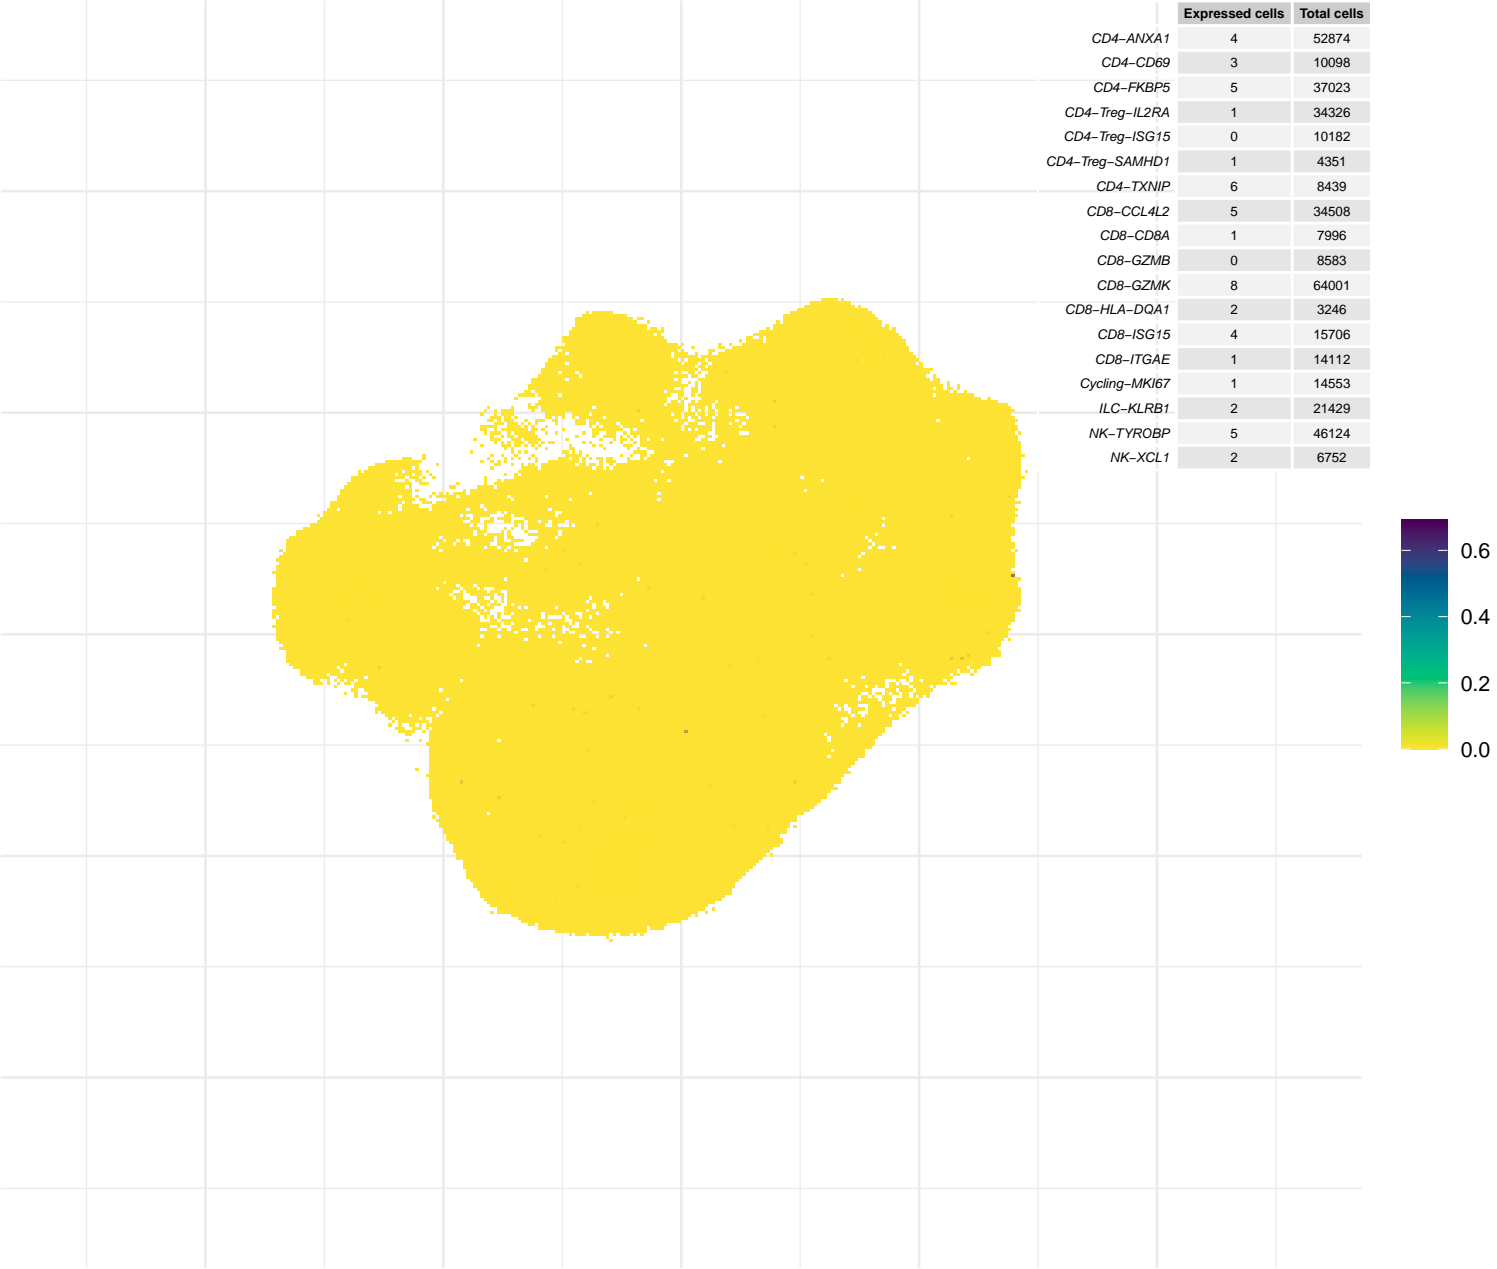 Expressed cells Total cells
CD4−ANXA1 4 52874
CD4−CD69 3 10098
CD4−FKBP5 5 37023
CD4−Treg−IL2RA 1 34326
CD4−Treg−ISG15 0 10182
CD4−Treg−SAMHD1 1 4351
CD4−TXNIP 6 8439
CD8−CCL4L2 5 34508
CD8−CD8A 1 7996
CD8−GZMB 0 8583
CD8−GZMK 8 64001
CD8−HLA−DQA1 2 3246
CD8−ISG15 4 15706
CD8−ITGAE 1 14112
Cycling−MKI67 1 14553
ILC−KLRB1 2 21429
NK−TYROBP 5 46124
NK−XCL1 2 6752
0.6
0.4
0.2
0.0